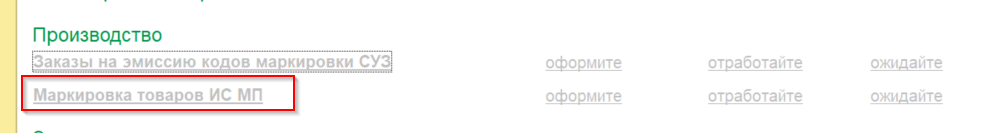 Производство
Заказы на эмиссию кодов маркировки СУЗ оформите отработайте ожидайте
Маркировка товаров ИС МП оформите отработайте ожидайте